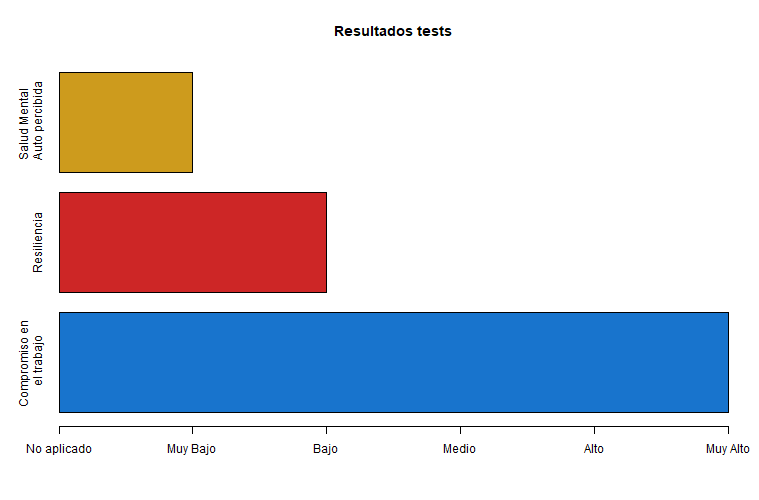 Resultados tests
Salud Mental
Auto percibida
Resiliencia
Compromiso en
el trabajo
No aplicado
Muy Bajo
Bajo
Medio
Alto
Muy Alto